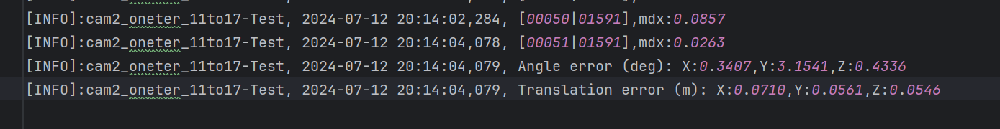 [INFO]:cam2_oneter_11to17-Test, 2024-07-12 20:14:02,284, [00050|01591],mdx:0.0857
[INFO]:cam2_oneter_11to17-Test, 2024-07-12 20:14:04,078, [00051|01591],mdx:0.0263
[INFO]:cam2_oneter_11to17-Test, 2024-07-12 20:14:04,079, Angle error (deg): X:0.3407,Y:3.1541,Z:0.4336
[INFO]:cam2_oneter_11to17-Test, 2024-07-12 20:14:04,079, Translation error (m): X:0.0710,Y:0.0561,Z:0.0546